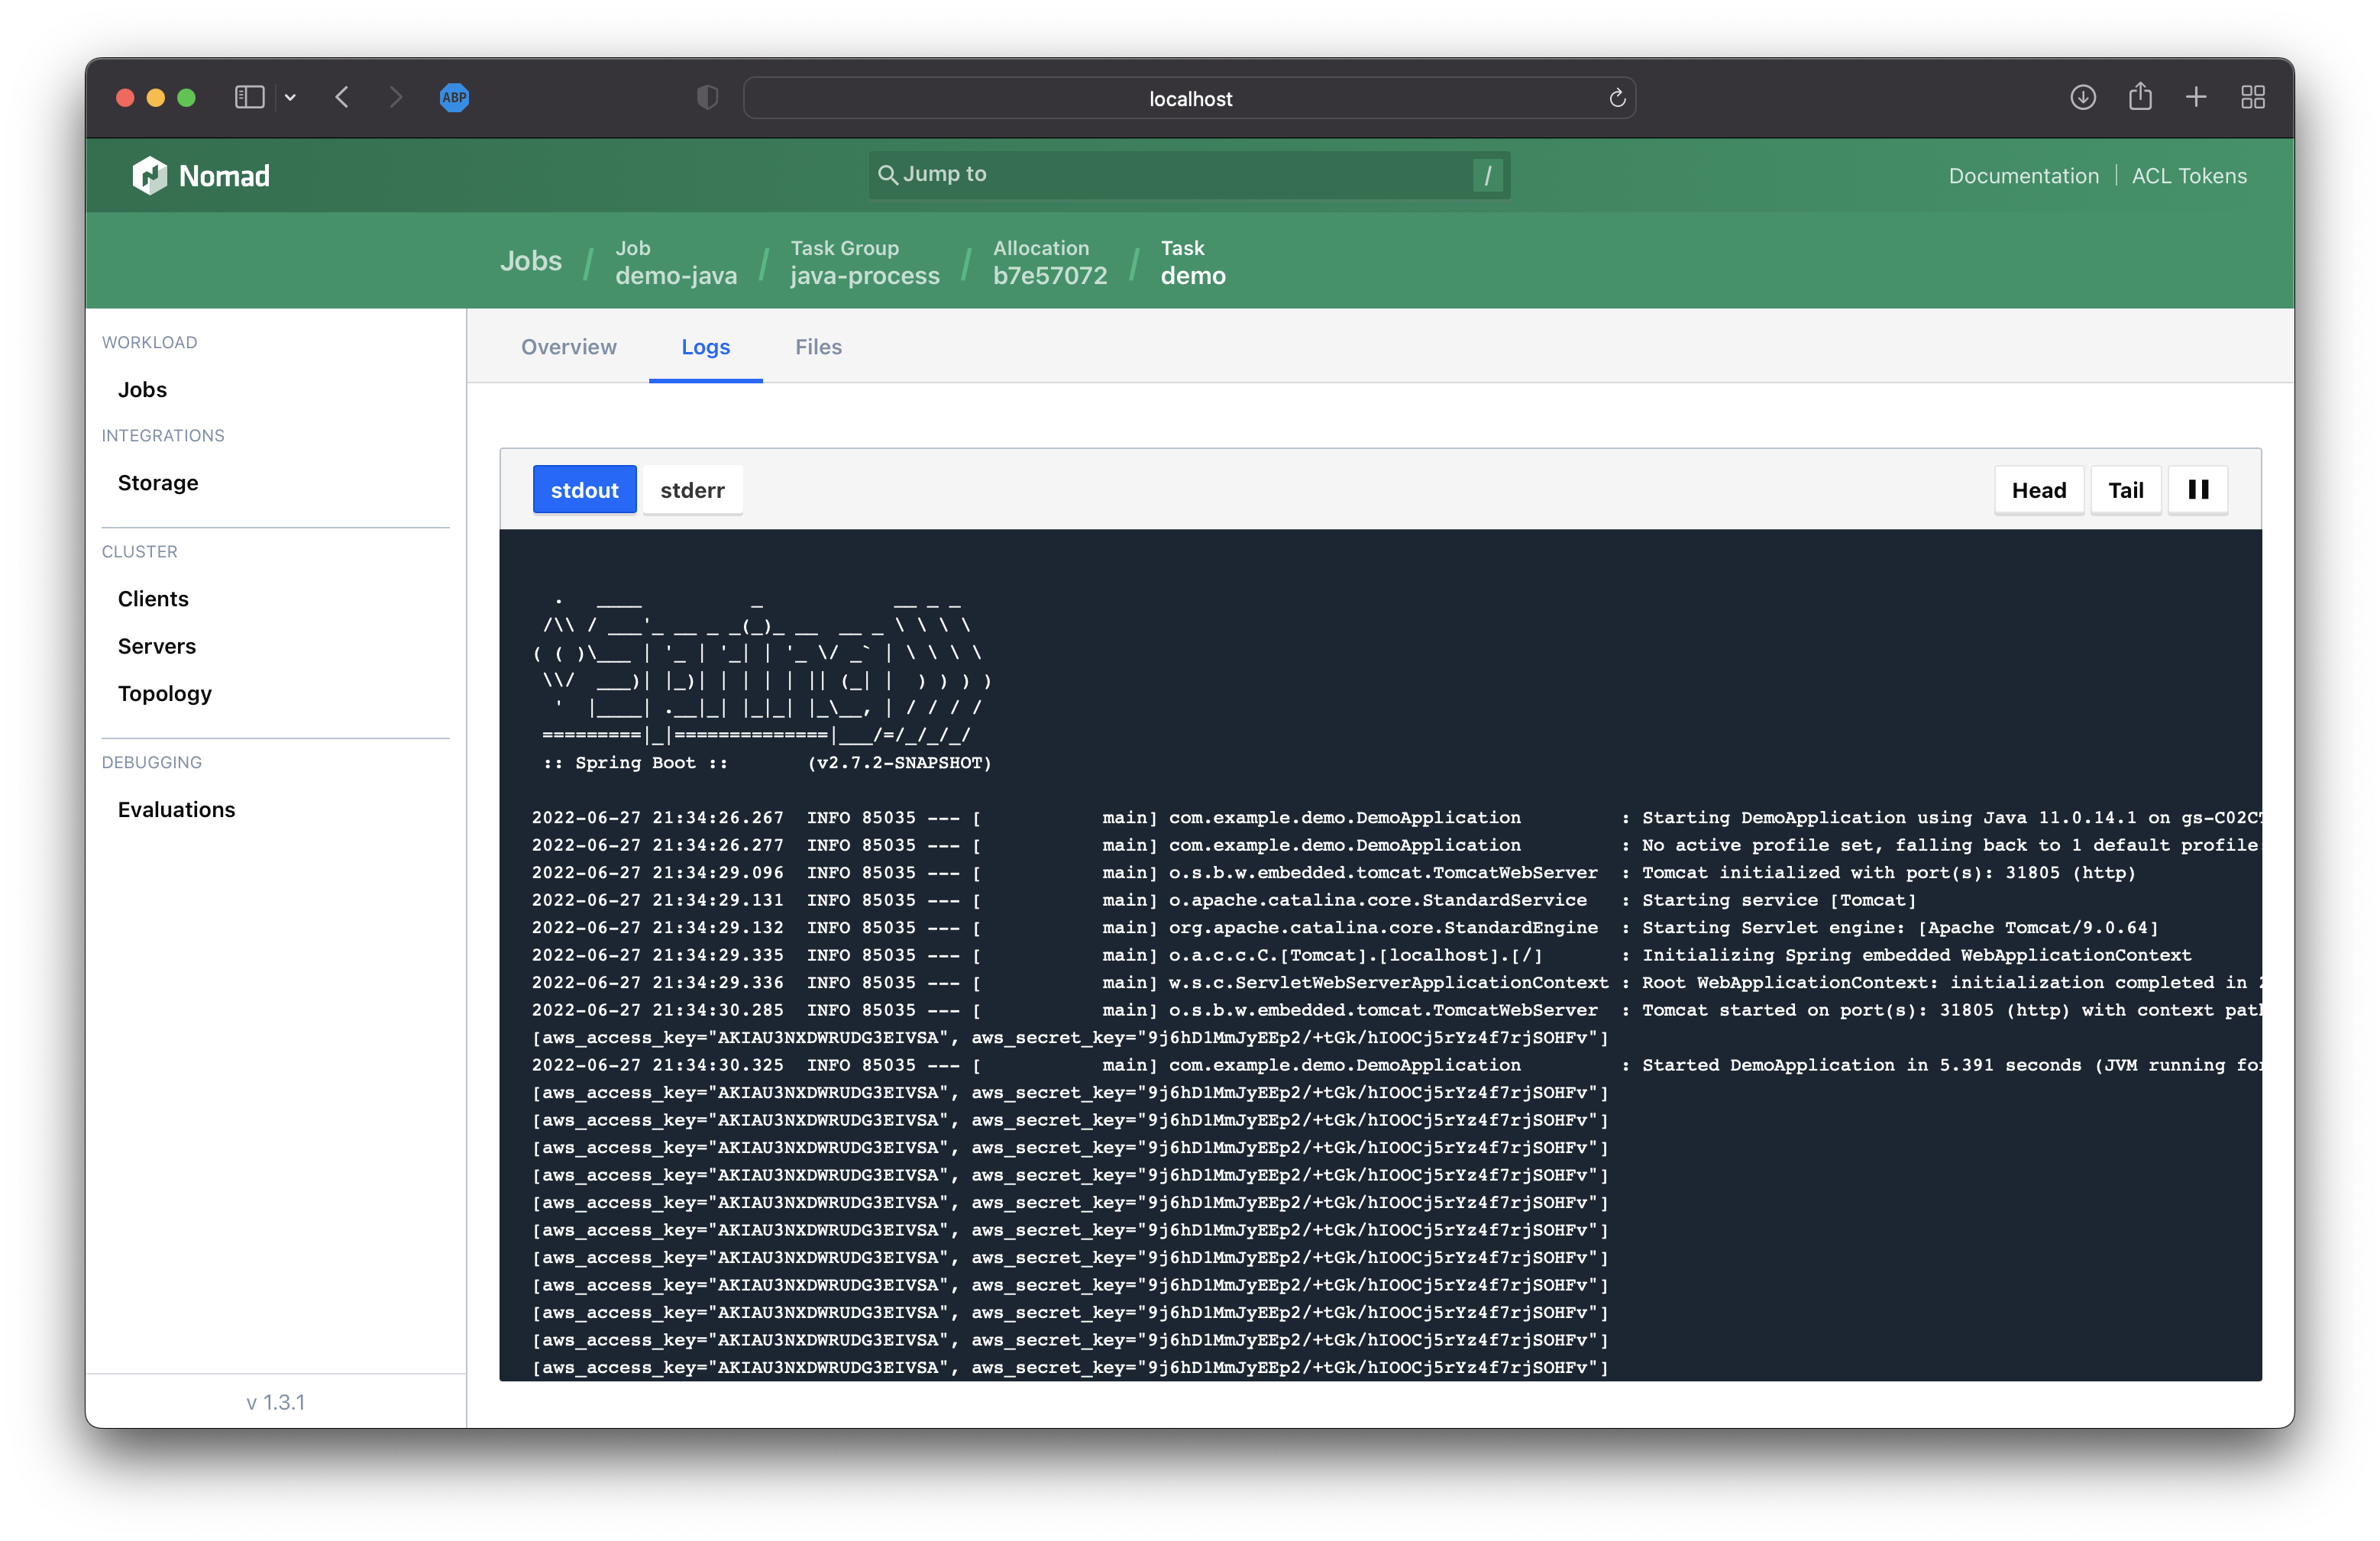 ABP
localhost
Nomad
Jump to
/
Documentation
ACL Tokens
Jobs / Job demo-java / Task Group java-process / Allocation b7e57072 / Task demo
WORKLOAD
Jobs
INTEGRATIONS
Storage
CLUSTER
Clients
Servers
Topology
DEBUGGING
Evaluations
v 1.3.1
Overview
Logs
Files
stdout
stderr
Head
Tail
  .   ____          _            __ _ _
 /\\ / ___'_ __ _ _(_)_ __  __ _ \ \ \ \
( ( )\___ | '_ | '_| | '_ \/ _` | \ \ \ \
 \\/  ___)| |_)| | | | | || (_| |  ) ) ) )
  '  |____| .__|_| |_|_| |_\__, | / / / /
 =========|_|==============|___/=/_/_/_/
 :: Spring Boot ::       (v2.7.2-SNAPSHOT)
2022-06-27 21:34:26.267  INFO 85035 --- [           main] com.example.demo.DemoApplication         : Starting DemoApplication using Java 11.0.14.1 on
2022-06-27 21:34:26.277  INFO 85035 --- [           main] com.example.demo.DemoApplication         : No active profile set, falling back to 1 default profile
2022-06-27 21:34:29.096  INFO 85035 --- [           main] o.s.b.w.embedded.tomcat.TomcatWebServer  : Tomcat initialized with port(s): 31805 (http)
2022-06-27 21:34:29.131  INFO 85035 --- [           main] o.apache.catalina.core.StandardService   : Starting service [Tomcat]
2022-06-27 21:34:29.132  INFO 85035 --- [           main] org.apache.catalina.core.StandardEngine  : Starting Servlet engine: [Apache Tomcat/9.0.64]
2022-06-27 21:34:29.335  INFO 85035 --- [           main] o.a.c.c.C.[Tomcat].[localhost].[/]       : Initializing Spring embedded WebApplicationContext
2022-06-27 21:34:29.336  INFO 85035 --- [           main] w.s.c.ServletWebServerApplicationContext : Root WebApplicationContext: initialization completed in
2022-06-27 21:34:30.285  INFO 85035 --- [           main] o.s.b.w.embedded.tomcat.TomcatWebServer  : Tomcat started on port(s): 31805 (http) with context
[aws_access_key="AKIAU3NXDWRUDG3EIVSA", aws_secret_key="9j6hD1MmJyEEp2/+tGk/hIOOCj5rYz4f7rjSOHFv"]
2022-06-27 21:34:30.325  INFO 85035 --- [           main] com.example.demo.DemoApplication         : Started DemoApplication in 5.391 seconds (JVM running
[aws_access_key="AKIAU3NXDWRUDG3EIVSA", aws_secret_key="9j6hD1MmJyEEp2/+tGk/hIOOCj5rYz4f7rjSOHFv"]
[aws_access_key="AKIAU3NXDWRUDG3EIVSA", aws_secret_key="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"]
[aws_access_key="AKIAU3NXDWRUDG3EIVSA", aws_secret_key="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"]
[aws_access_key="AKIAU3NXDWRUDG3EIVSA", aws_secret_key="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"]
[aws_access_key="AKIAU3NXDWRUDG3EIVSA", aws_secret_key="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"]
[aws_access_key="AKIAU3NXDWRUDG3EIVSA", aws_secret_key="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"]
[aws_access_key="AKIAU3NXDWRUDG3EIVSA", aws_secret_key="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"]
[aws_access_key="AKIAU3NXDWRUDG3EIVSA", aws_secret_key="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"]
[aws_access_key="AKIAU3NXDWRUDG3EIVSA", aws_secret_key="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"]
[aws_access_key="AKIAU3NXDWRUDG3EIVSA", aws_secret_key="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"]
[aws_access_key="AKIAU3NXDWRUDG3EIVSA", aws_secret_key="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"]